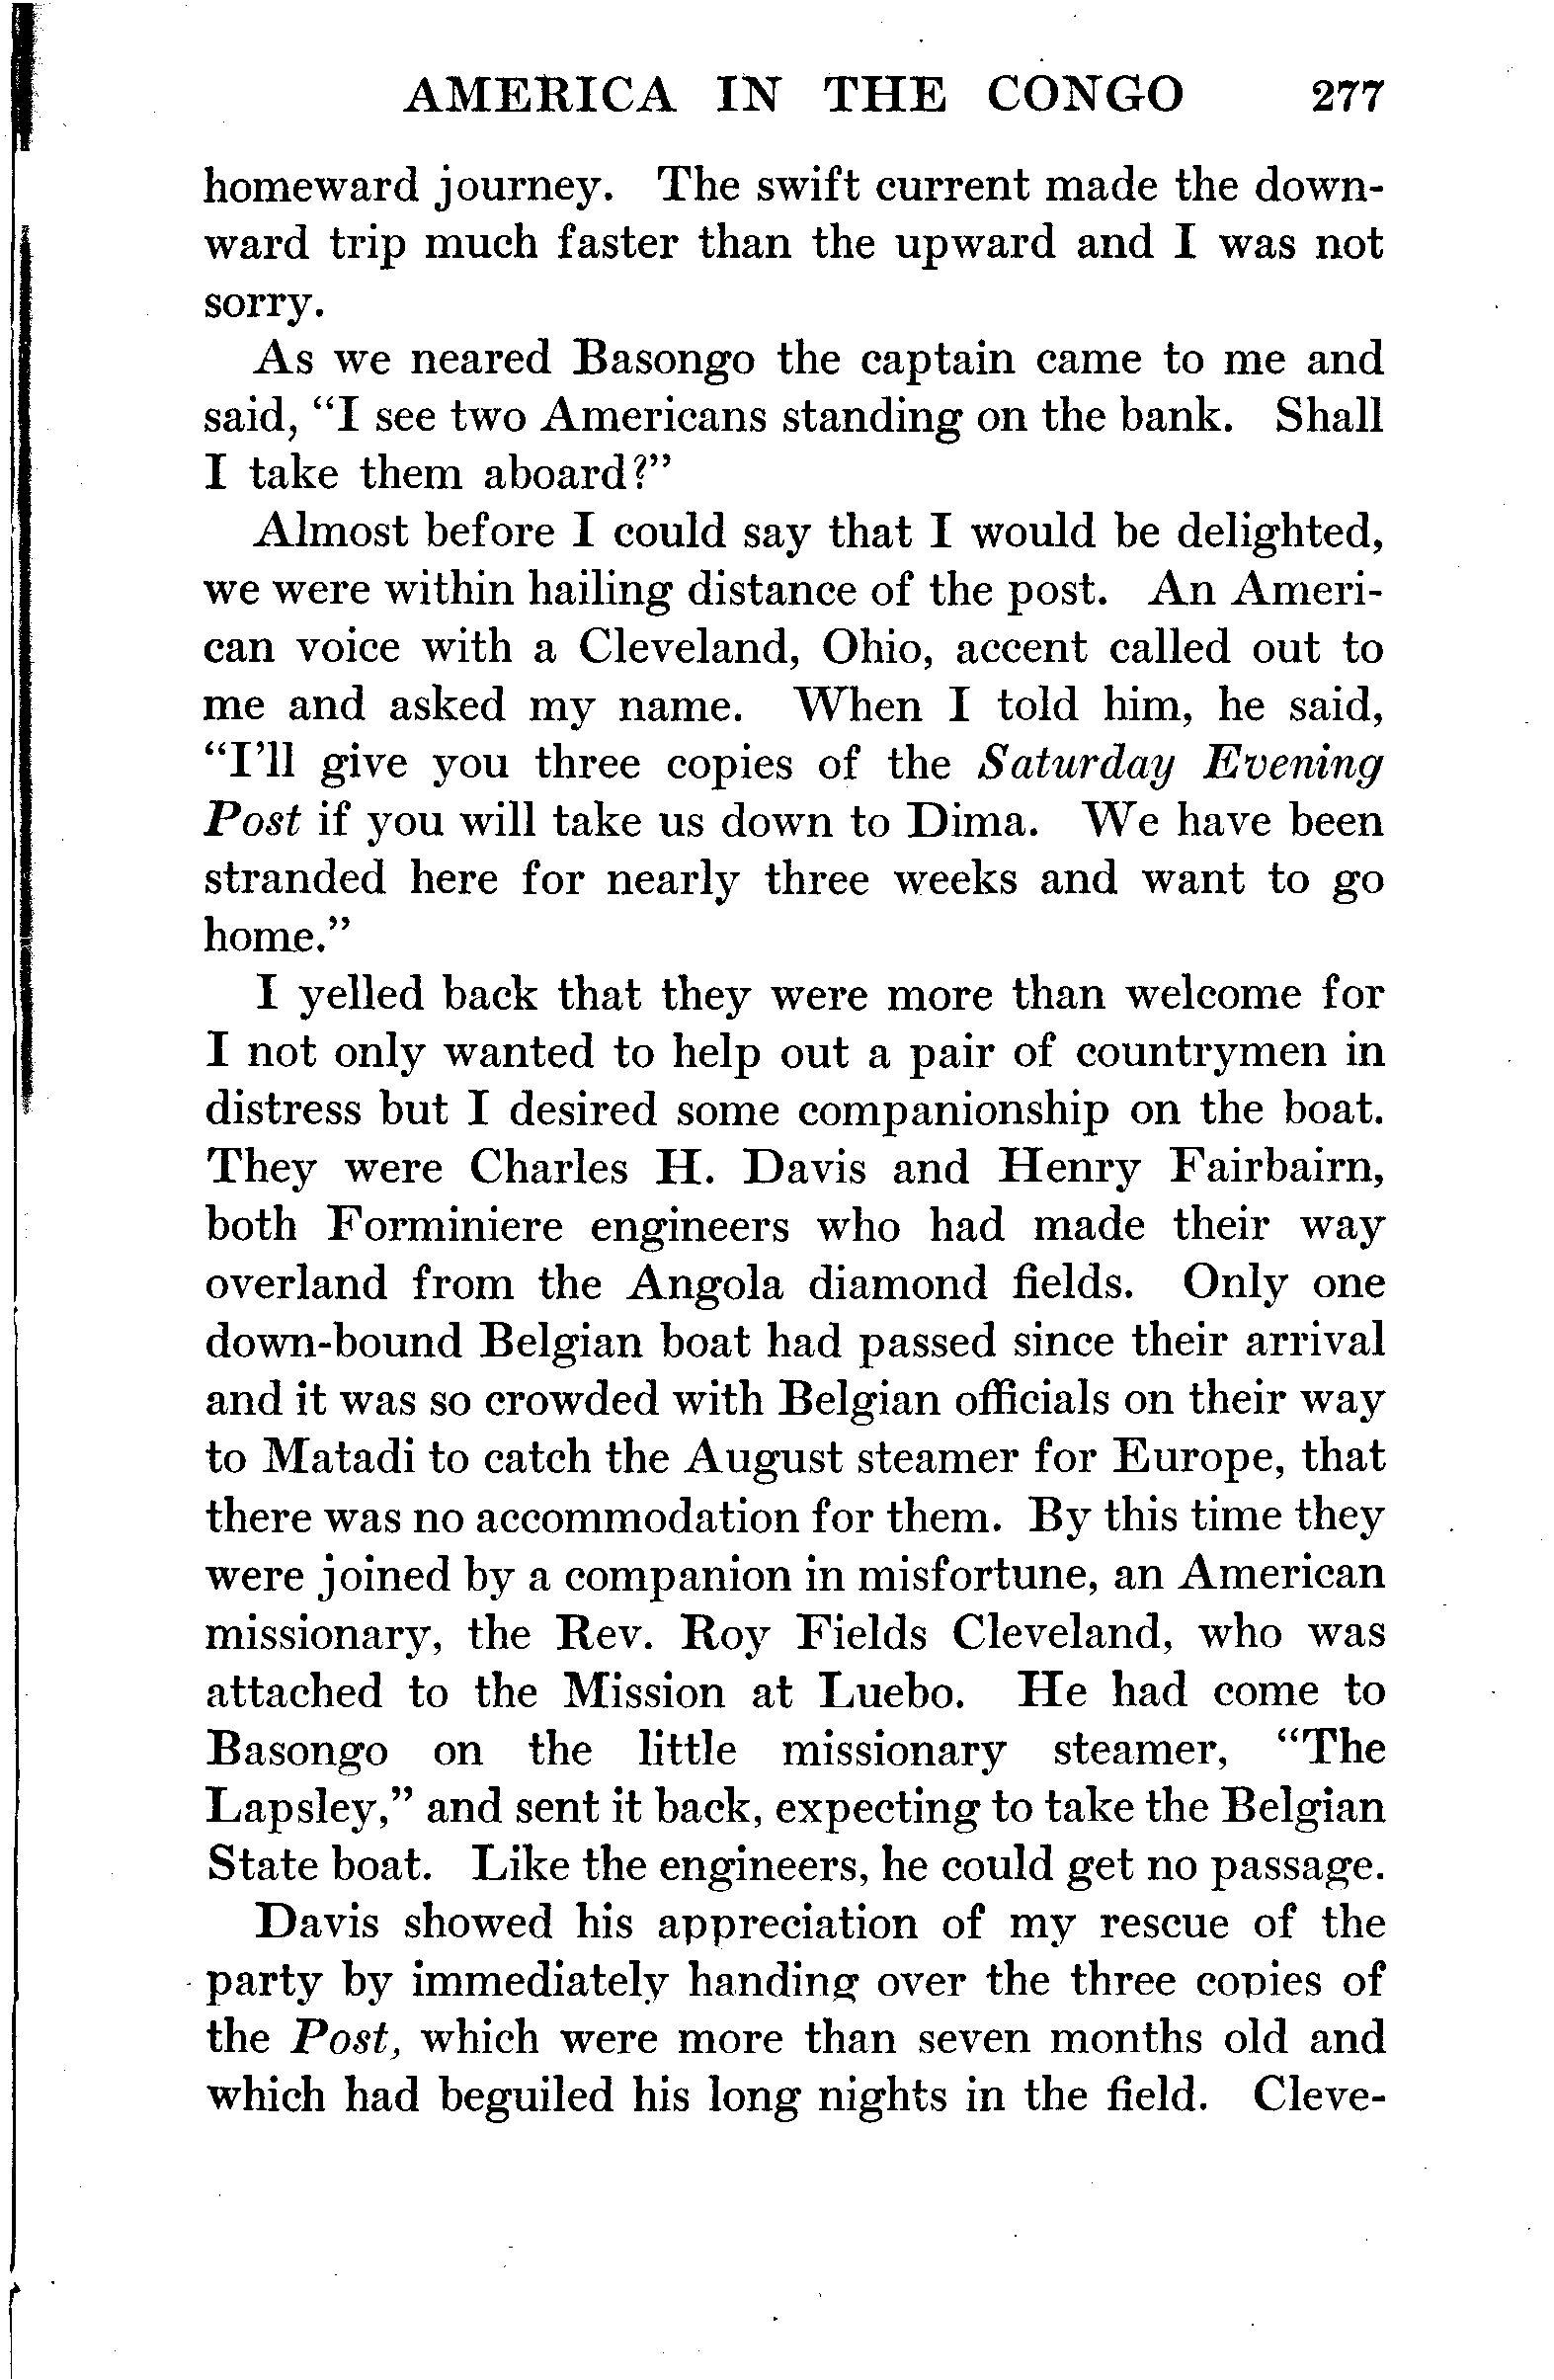 AMERICA IN THE CONGO 277
homeward journey. The swift current made the down-
ward trip much faster than the upward and I was not
sorry.
As we neared Basongo the captain came to me and
said, “I see two Americans standing on the bank. Shall
I take them aboard?”
Almost before I could say that I would be delighted,
we were within hailing distance of the post. An Ameri-
can voice with a Cleveland, Ohio, accent called out to
me and asked my name. When I told him, he said,
“I’ll give you three copies of the Saturday Evening
Post if you will take us down to Dima. We have been
stranded here for nearly three weeks and want to go
home.”
I yelled back that they were more than welcome for
I not only wanted to help out a pair of countrymen in
distress but I desired some companionship on the boat.
They were Charles H. Davis and Henry Fairbairn,
both Forminiere engineers who had made their way
overland from the Angola diamond fields. Only one
down-bound Belgian boat had passed since their arrival
and it was so crowded with Belgian officials on their way
to Matadi to catch the August steamer for Europe, that
there was no accommodation for them. By this time they
were joined by a companion in misfortune, an American
missionary, the Rev. Roy Fields Cleveland, who was
attached to the Mission at Luebo. He had come to
Basongo on the little missionary steamer, “The
Lapsley,” and sent it back, expecting to take the Belgian
State boat. Like the engineers, he could get no passage.
Davis showed his appreciation of my rescue of the
party by immediately handing over the three copies of
the Post, which were more than seven months old and
which had beguiled his long nights in the field. Cleve-